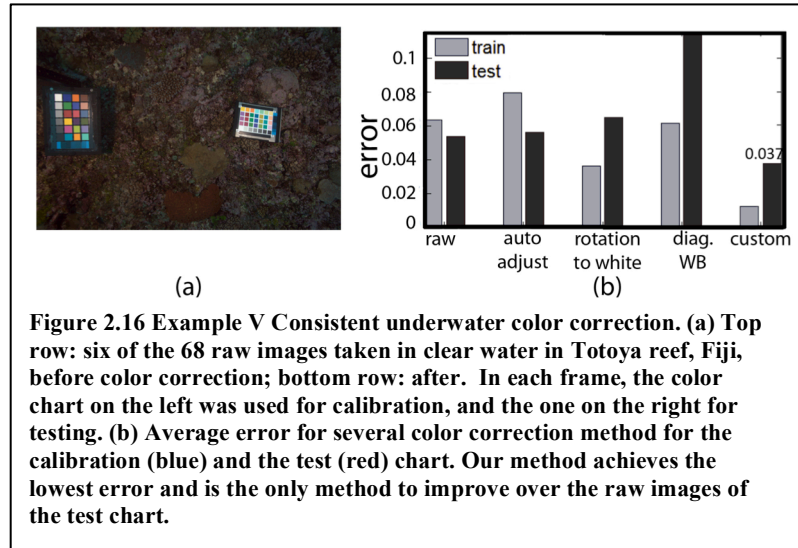 train
test
0.1
0.08
0.06
0.04
0.02
0
error
0.037
raw
auto adjust
rotation to white
diag. WB
custom
(a)
(b)
Figure 2.16 Example V Consistent underwater color correction. (a) Top
row: six of the 68 raw images taken in clear water in Totoya reef, Fiji,
before color correction; bottom row: after. In each frame, the color
chart on the left was used for calibration, and the one on the right for
testing. (b) Average error for several color correction method for the
calibration (blue) and the test (red) chart. Our method achieves the
lowest error and is the only method to improve over the raw images of
the test chart.